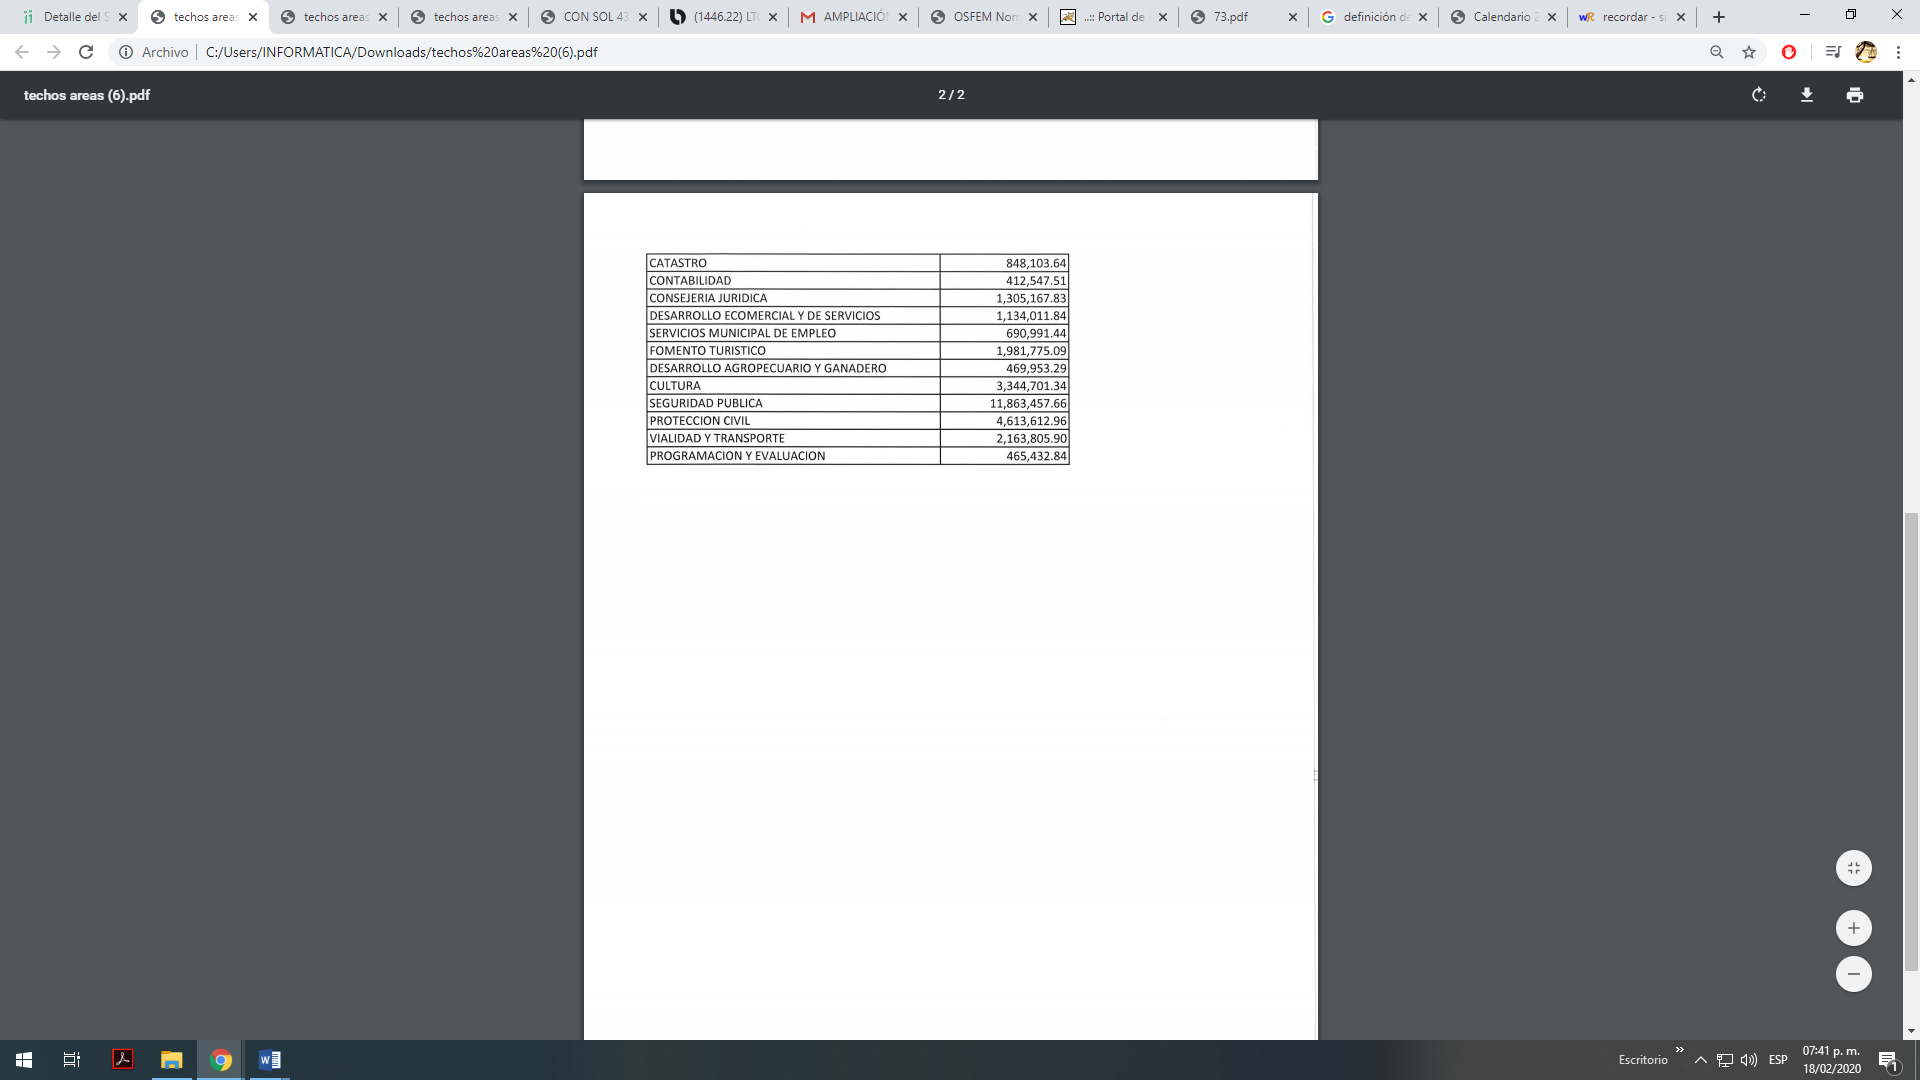 Detalle del S
techos areas
techos areas
techos areas
CON SOL 43
(1446.22) LT
AMPLIACIÓN
OSFEM Nor
..:: Portal de
73.pdf
definición de
Calendario 2
recordar - si
Archivo
C:/Users/INFORMATICA/Downloads/techos%20areas%20(6).pdf
techos areas (6).pdf
2 / 2
CATASTRO 848,103.64
CONTABILIDAD 412,547.51
CONSEJERIA JURIDICA 1,305,167.83
DESARROLLO ECOMERCIAL Y DE SERVICIOS 1,134,011.84
SERVICIOS MUNICIPAL DE EMPLEO 690,991.44
FOMENTO TURISTICO 1,981,775.09
DESARROLLO AGROPECUARIO Y GANADERO 469,953.29
CULTURA 3,344,701.34
SEGURIDAD PUBLICA 11,863,457.66
PROTECCION CIVIL 4,613,612.96
VIALIDAD Y TRANSPORTE 2,163,805.90
PROGRAMACION Y EVALUACION 465,432.84
Escritorio
ESP
07:41 p. m.
18/02/2020
1